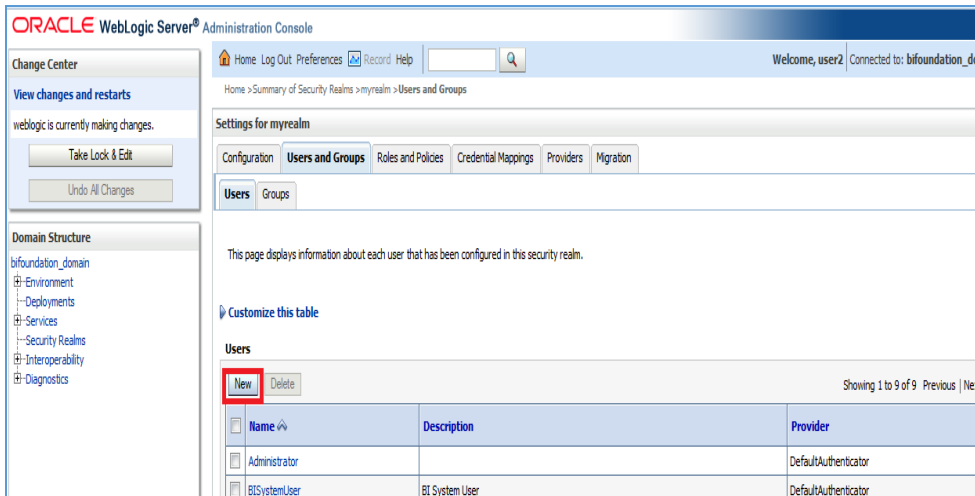 ORACLE WebLogic Server® Administration Console
Change Center
View changes and restarts
weblogic is currently making changes.
Take Lock & Edit
Undo All Changes
Domain Structure
bifoundation_domain
Environment
Deployments
Services
Security Realms
Interoperability
Diagnostics
Home Log Out Preferences Record Help
Welcome, user2 Connected to: bifoundation_d
Home >Summary of Security Realms >myrealm >Users and Groups
Settings for myrealm
Configuration Users and Groups Roles and Policies Credential Mappings Providers Migration
Users Groups
This page displays information about each user that has been configured in this security realm.
Customize this table
Users
New Delete
Showing 1 to 9 of 9 Previous | Ne
Name Description Provider
Administrator DefaultAuthenticator
BISystemUser BI System User DefaultAuthenticator